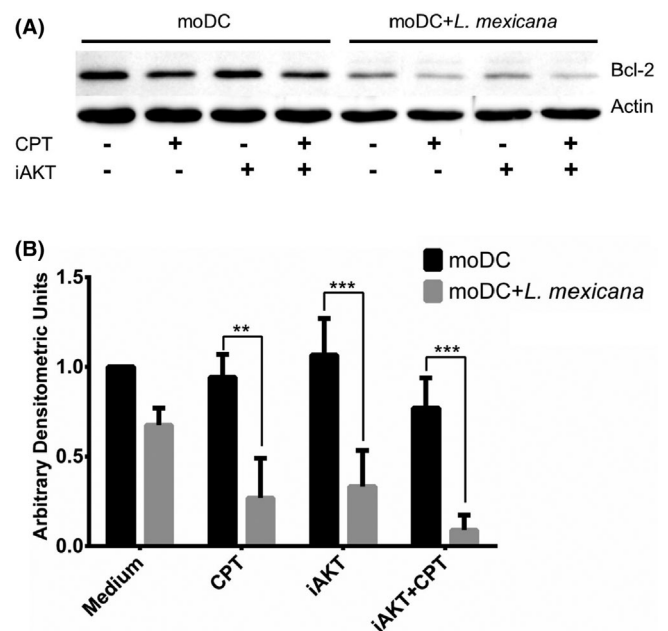 (A)
moDC moDC+L. mexicana
Bcl-2
Actin
CPT - + - + - + - +
iAKT - - + + - - + +
(B)
moDC
moDC+L. mexicana
Arbitrary Densitometric Units
1.5
1.0
0.5
0.0
** *** ***
Medium CPT iAKT iAKT+CPT